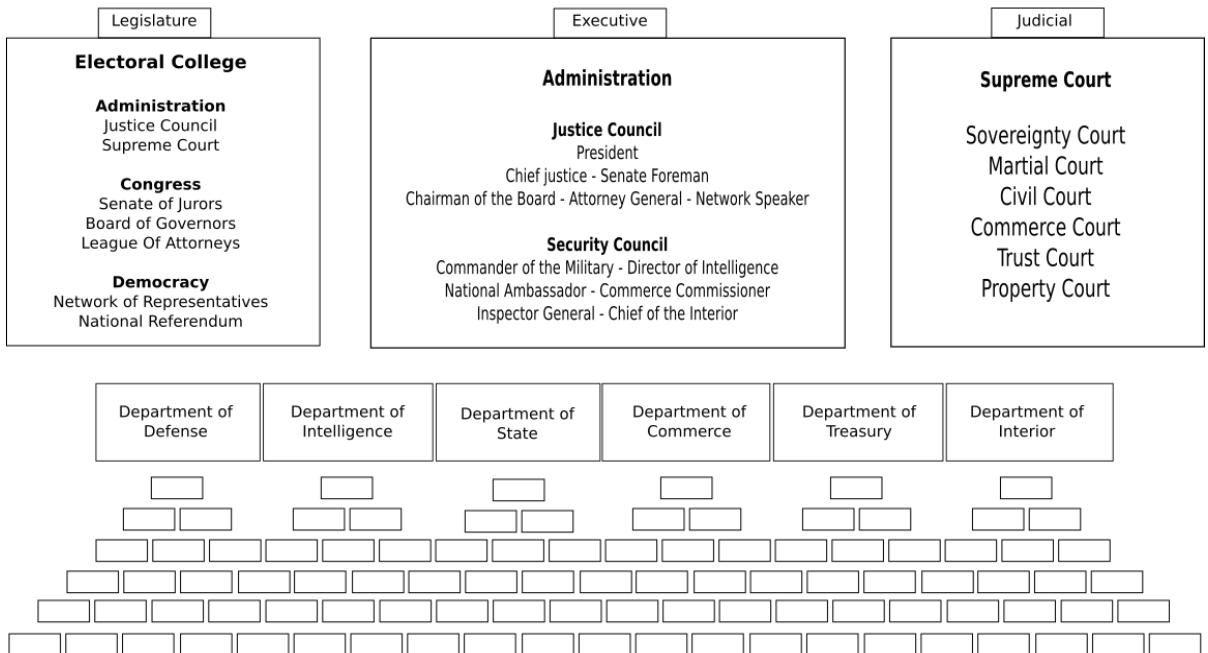 Legislature
Electoral College
Administration
Justice Council
Supreme Court
Congress
Senate of Jurors
Board of Governors
League Of Attorneys
Democracy
Network of Representatives
National Referendum
Executive
Administration
Justice Council
President
Chief justice - Senate Foreman
Chairman of the Board - Attorney General - Network Speaker
Security Council
Commander of the Military - Director of Intelligence
National Ambassador - Commerce Commissioner
Inspector General - Chief of the Interior
Judicial
Supreme Court
Sovereignty Court
Martial Court
Civil Court
Commerce Court
Trust Court
Property Court
Department of
Defense
Department of
Intelligence
Department of
State
Department of
Commerce
Department of
Treasury
Department of
Interior